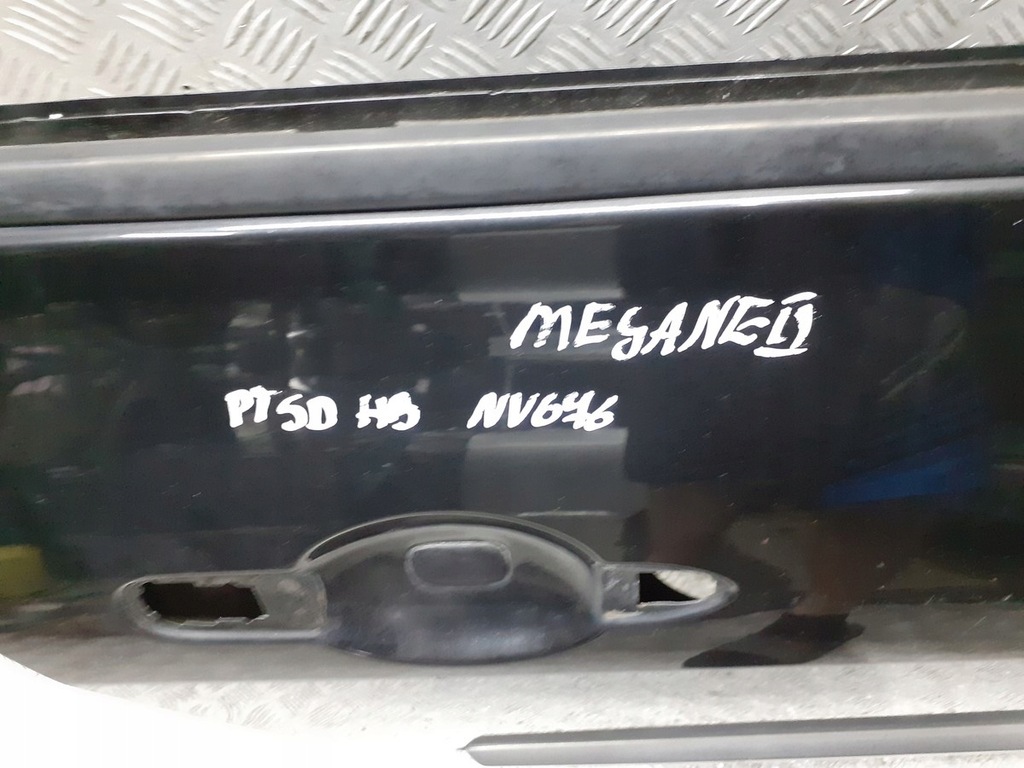 MEGANE II
PT 5D HB NV676